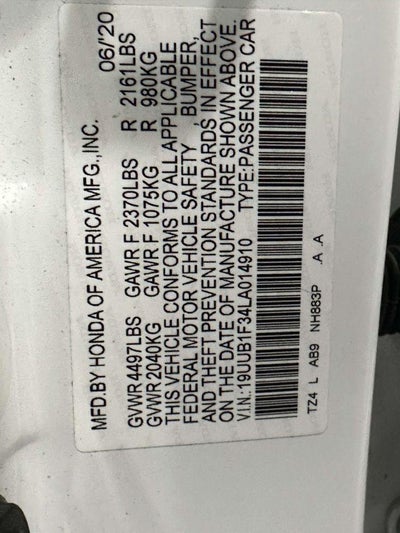 MFD.BY HONDA OF AMERICA MFG.,INC. 06/'20
GVWR 4497LBS GAWR F 2370LBS R 2161LBS
GVWR 2040KG GAWR F 1075KG R 980KG
THIS VEHICLE CONFORMS TO ALL APPLICABLE
FEDERAL MOTOR VEHICLE SAFETY BUMPER,
AND THEFT PREVENTION STANDARDS IN EFFECT
ON THE DATE OF MANUFACTURE SHOWN ABOVE.
V.I.N.:19UUB1F34LA014910 TYPE:PASSENGER CAR
TZ4 L AB9 NH883P .A .A